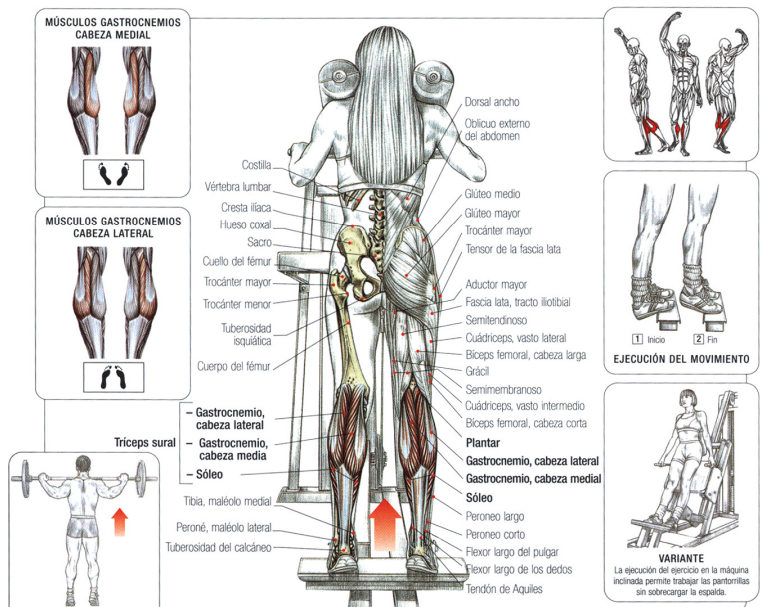 MÚSCULOS GASTROCNEMIOS
CABEZA MEDIAL
MÚSCULOS GASTROCNEMIOS
CABEZA LATERAL
Costilla
Vértebra lumbar
Cresta ilíaca
Hueso coxal
Sacro
Cuello del fémur
Trocánter mayor
Trocánter menor
Tuberosidad
isquiática
Cuerpo del fémur
Tríceps sural
– Gastrocnemio,
cabeza lateral
– Gastrocnemio,
cabeza media
– Sóleo
Tibia, maléolo medial
Peroné, maléolo lateral
Tuberosidad del calcáneo
Dorsal ancho
Oblicuo externo
del abdomen
Glúteo medio
Glúteo mayor
Trocánter mayor
Tensor de la fascia lata
Aductor mayor
Fascia lata, tracto iliotibial
Semitendinoso
Cuádriceps, vasto lateral
Bíceps femoral, cabeza larga
Grácil
Semimembranoso
Cuádriceps, vasto intermedio
Bíceps femoral, cabeza corta
Plantar
Gastrocnemio, cabeza lateral
Gastrocnemio, cabeza medial
Sóleo
Peroneo largo
Peroneo corto
Flexor largo del pulgar
Flexor largo de los dedos
Tendón de Aquiles
1 Inicio
2 Fin
EJECUCIÓN DEL MOVIMIENTO
VARIANTE
La ejecución del ejercicio en la máquina
inclinada permite trabajar las pantorrillas
sin sobrecargar la espalda.